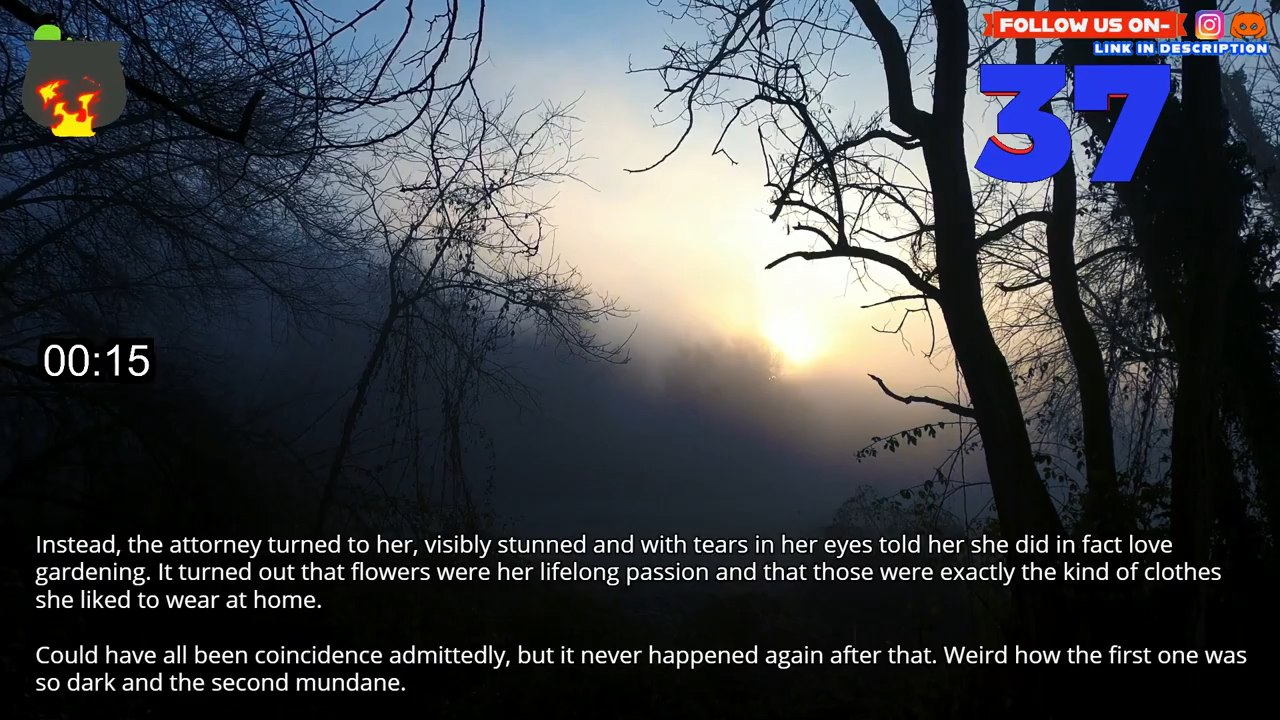 FOLLOW US ON-
LINK IN DESCRIPTION
37
00:15
Instead, the attorney turned to her, visibly stunned and with tears in her eyes told her she did in fact love
gardening. It turned out that flowers were her lifelong passion and that those were exactly the kind of clothes
she liked to wear at home.
Could have all been coincidence admittedly, but it never happened again after that. Weird how the first one was
so dark and the second mundane.